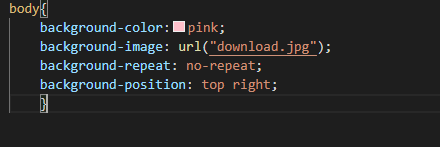 body{
background-color: pink;
background-image: url("download.jpg");
background-repeat: no-repeat;
background-position: top right;
}